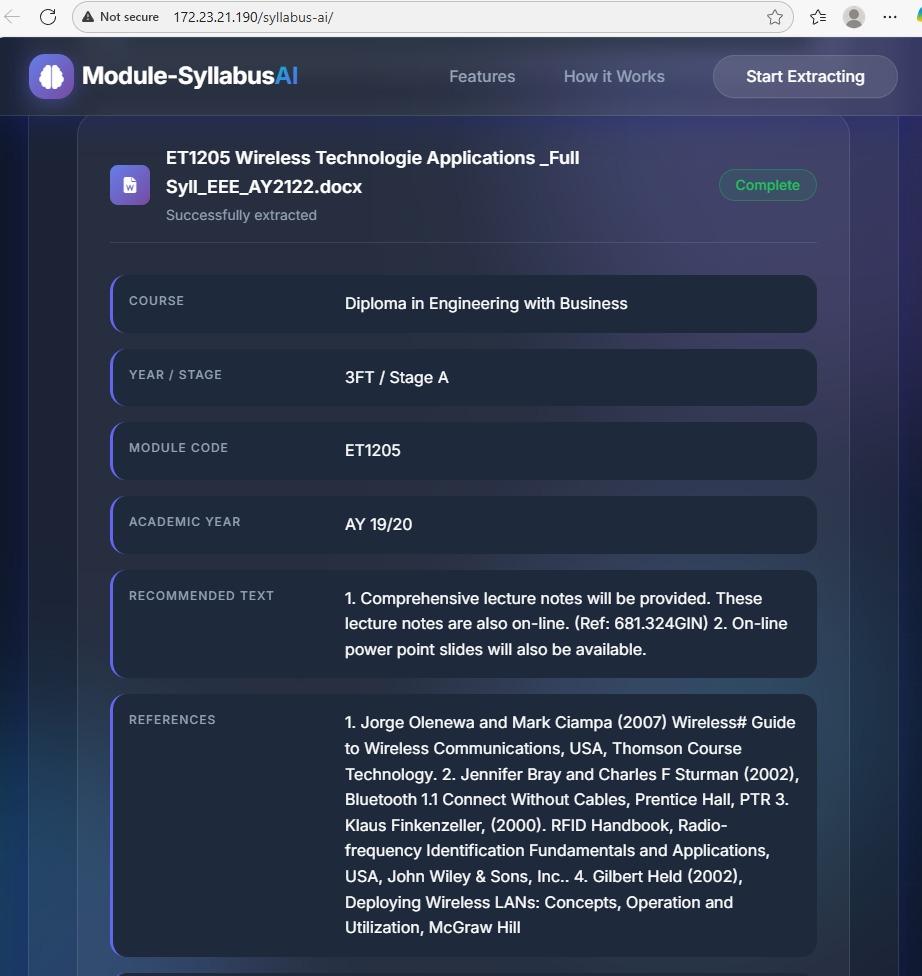 Not secure 172.23.21.190/syllabus-ai/
Module-SyllabusAI
Features
How it Works
Start Extracting
ET1205 Wireless Technologie Applications _Full
Syll_EEE_AY2122.docx
Successfully extracted
Complete
COURSE
Diploma in Engineering with Business
YEAR / STAGE
3FT / Stage A
MODULE CODE
ET1205
ACADEMIC YEAR
AY 19/20
RECOMMENDED TEXT
1. Comprehensive lecture notes will be provided. These
lecture notes are also on-line. (Ref: 681.324GIN) 2. On-line
power point slides will also be available.
REFERENCES
1. Jorge Olenewa and Mark Ciampa (2007) Wireless# Guide
to Wireless Communications, USA, Thomson Course
Technology. 2. Jennifer Bray and Charles F Sturman (2002),
Bluetooth 1.1 Connect Without Cables, Prentice Hall, PTR 3.
Klaus Finkenzeller, (2000). RFID Handbook, Radio-
frequency Identification Fundamentals and Applications,
USA, John Wiley & Sons, Inc.. 4. Gilbert Held (2002),
Deploying Wireless LANs: Concepts, Operation and
Utilization, McGraw Hill